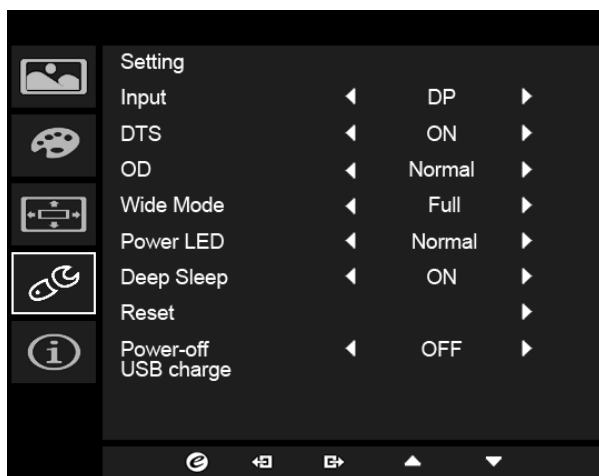 Setting
Input DP
DTS ON
OD Normal
Wide Mode Full
Power LED Normal
Deep Sleep ON
Reset
Power-off OFF
USB charge